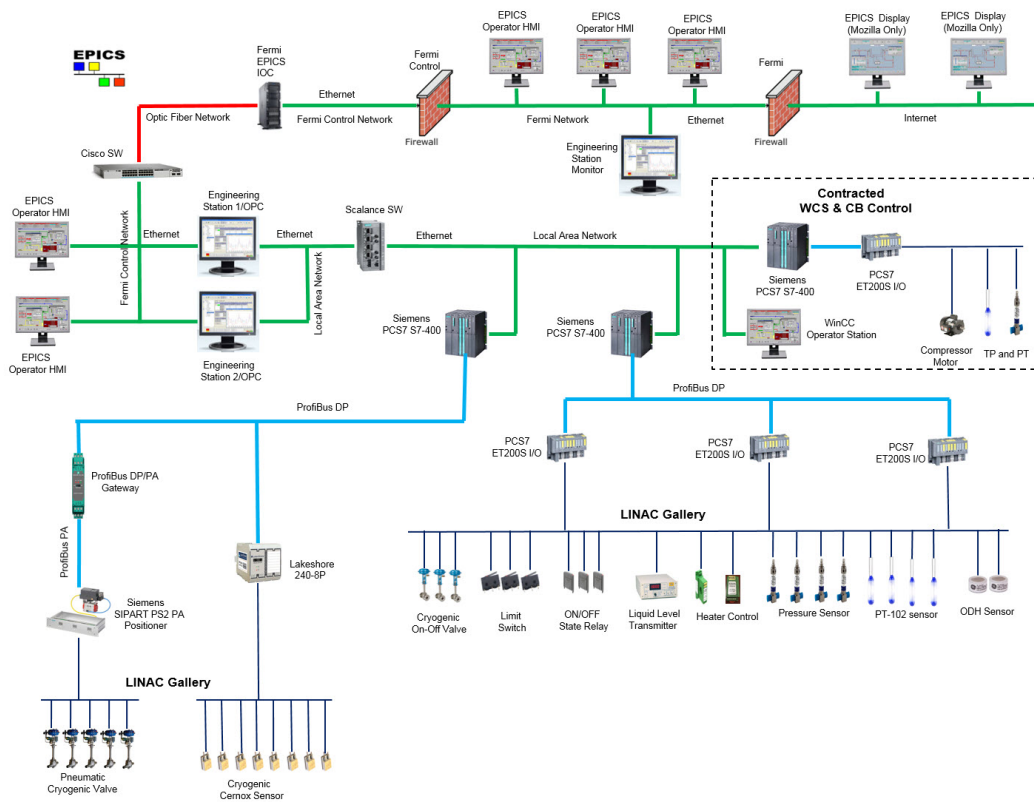 EPICS
Fermi
EPICS
IOC
Fermi
Control
EPICS
Operator HMI
EPICS
Operator HMI
EPICS
Operator HMI
Fermi
EPICS Display
(Mozilla Only)
EPICS Display
(Mozilla Only)
Ethernet
Optic Fiber Network
Fermi Control Network
Fermi Network
Ethernet
Internet
Firewall
Firewall
Engineering
Station
Monitor
Cisco SW
EPICS
Operator HMI
Engineering
Station 1/OPC
Scalance SW
Fermi Control Network
Ethernet
Ethernet
Ethernet
Local Area Network
Local Area Network
Contracted
WCS & CB Control
Siemens
PCS7 S7-400
PCS7
ET200S I/O
EPICS
Operator HMI
Engineering
Station 2/OPC
Siemens
PCS7 S7-400
Siemens
PCS7 S7-400
WinCC
Operator Station
Compressor
Motor
TP and PT
ProfiBus DP
ProfiBus DP
PCS7
ET200S I/O
PCS7
ET200S I/O
PCS7
ET200S I/O
ProfiBus DP/PA
Gateway
ProfiBus PA
Lakeshore
240-8P
LINAC Gallery
Siemens
SIPART PS2 PA
Positioner
Cryogenic
On-Off Valve
Limit
Switch
ON/OFF
State Relay
Liquid Level
Transmitter
Heater Control
Pressure Sensor
PT-102 sensor
ODH Sensor
LINAC Gallery
Pneumatic
Cryogenic Valve
Cryogenic
Cernox Sensor